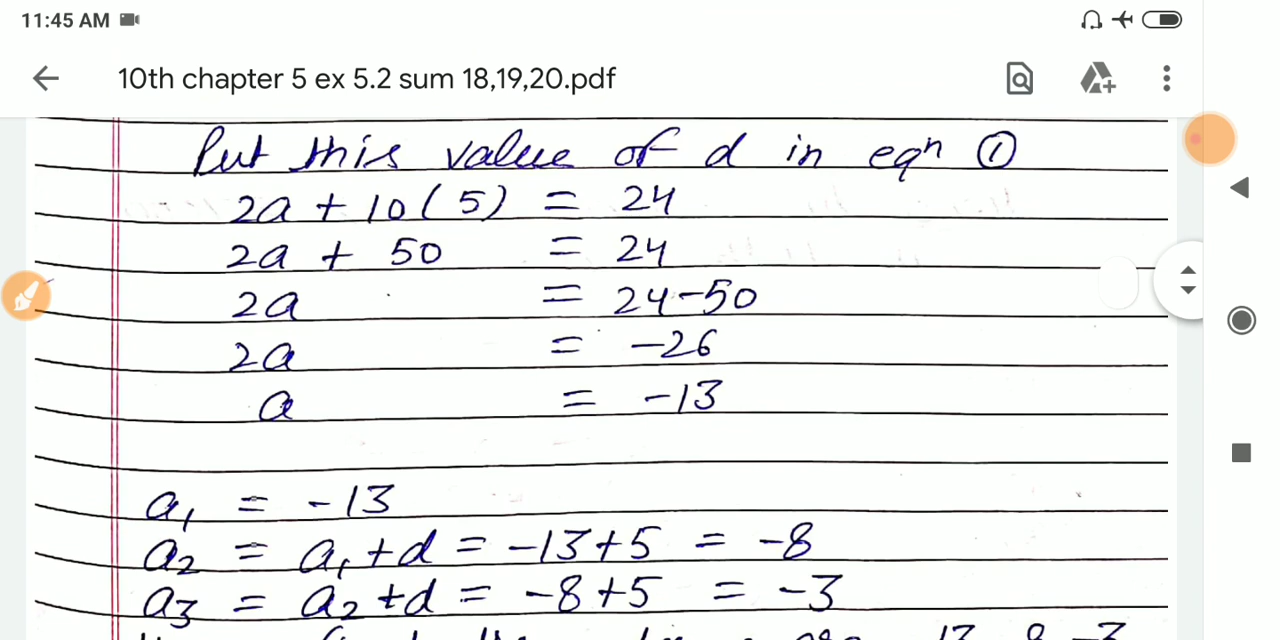 11:45 AM
10th chapter 5 ex 5.2 sum 18,19,20.pdf
Put this value of d in eqn ①
2a + 10(5) = 24
2a + 50 = 24
2a = 24-50
2a = -26
a = -13
a₁ = -13
a₂ = a₁+d = -13+5 = -8
a₃ = a₂+d = -8+5 = -3